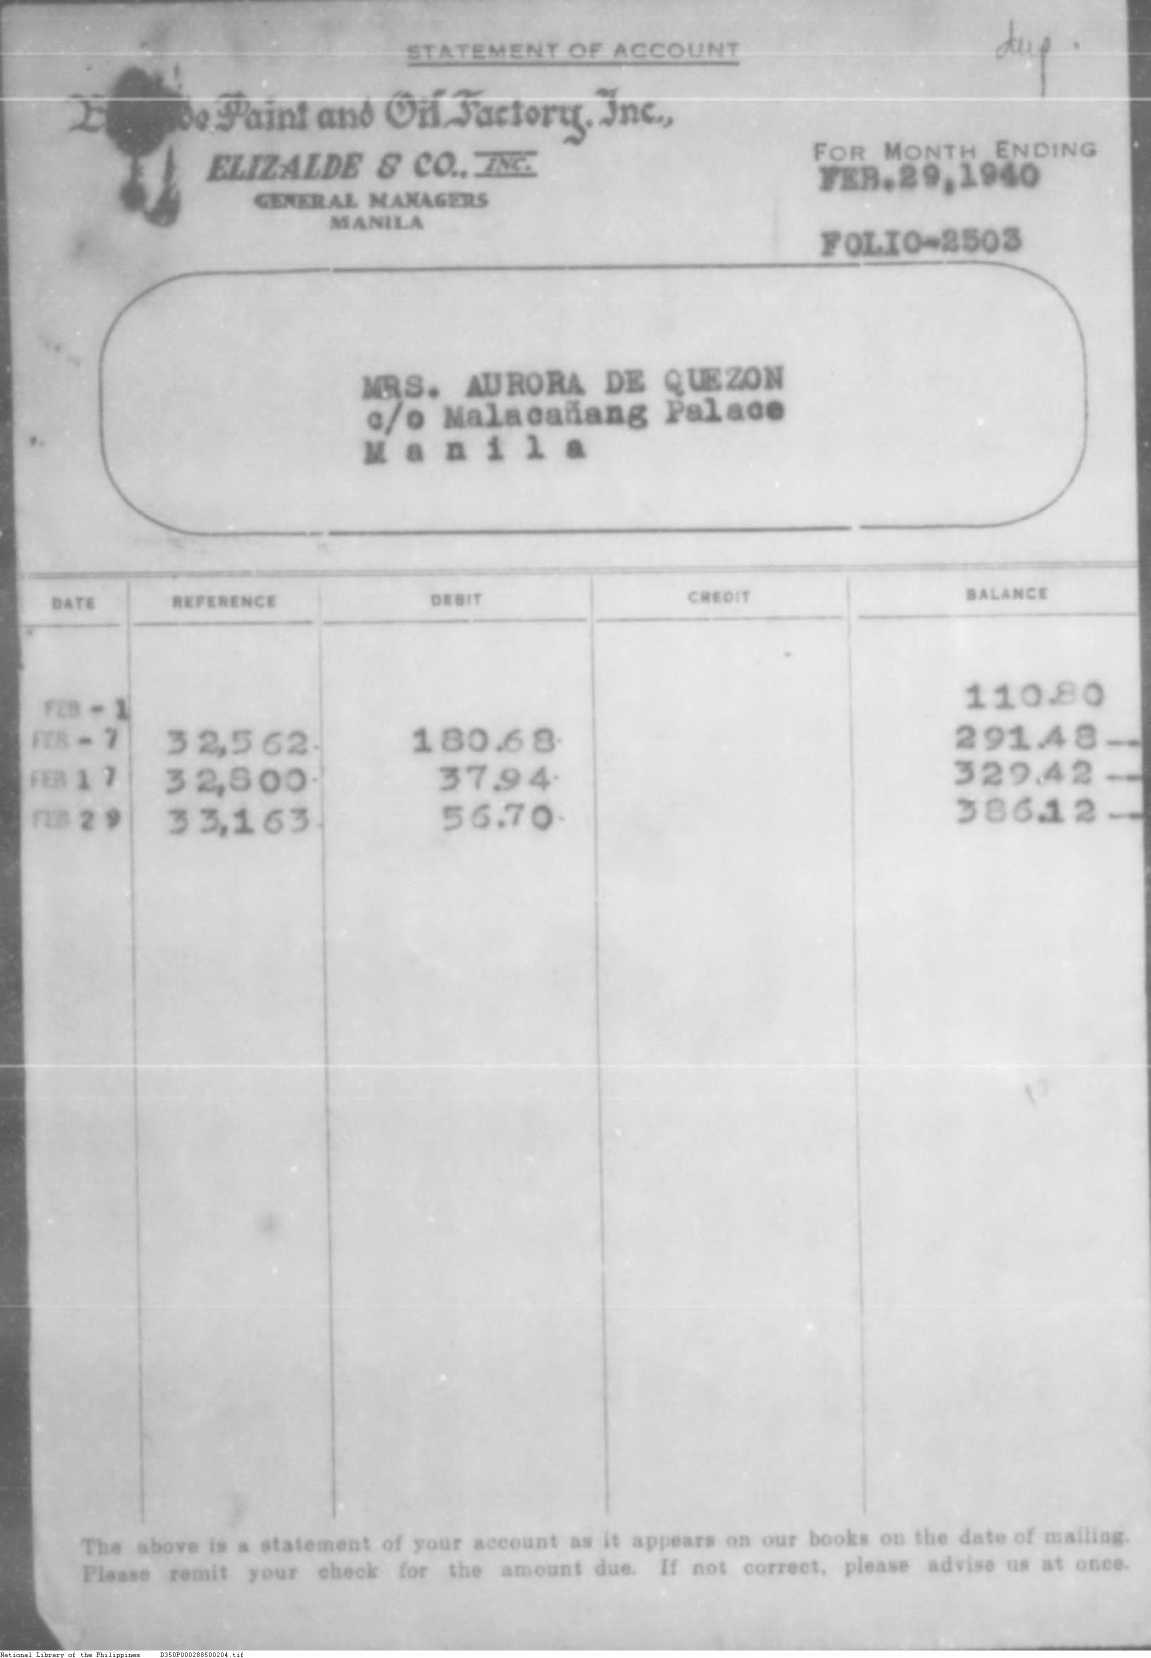 STATEMENT OF ACCOUNT
dup.
de Paint and Oil Factory, Inc.,
ELIZALDE & CO., INC.
GENERAL MANAGERS
MANILA
FOR MONTH ENDING
FEB.29,1940
FOLIO-2503
MRS. AURORA DE QUEZON
c/o Malacañang Palace
Manila
DATE REFERENCE DEBIT CREDIT BALANCE
FEB - 1 110.80
FEB - 7 32,562. 180.68. 291.48 —
FEB 17 32,800. 37.94. 329.42 —
FEB 29 33,163. 56.70. 386.12 —
The above is a statement of your account as it appears on our books on the date of mailing.
Please remit your check for the amount due. If not correct, please advise us at once.
National Library of the Philippines D350P000288500204.tif